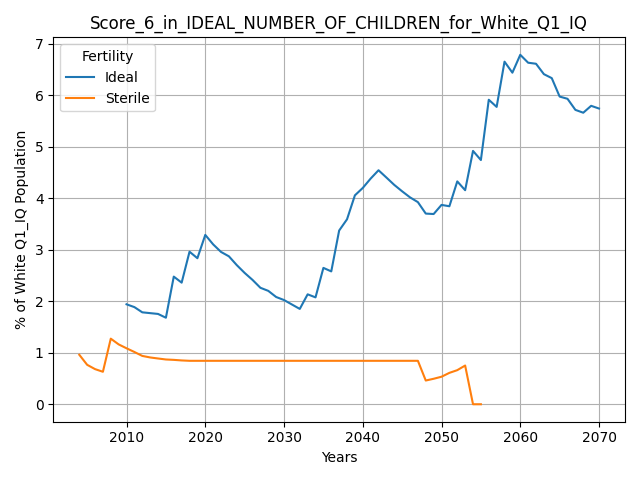 Score_6_in_IDEAL_NUMBER_OF_CHILDREN_for_White_Q1_IQ
Fertility
Ideal
Sterile
% of White Q1_IQ Population
7
6
5
4
3
2
1
0
2010 2020 2030 2040 2050 2060 2070
Years